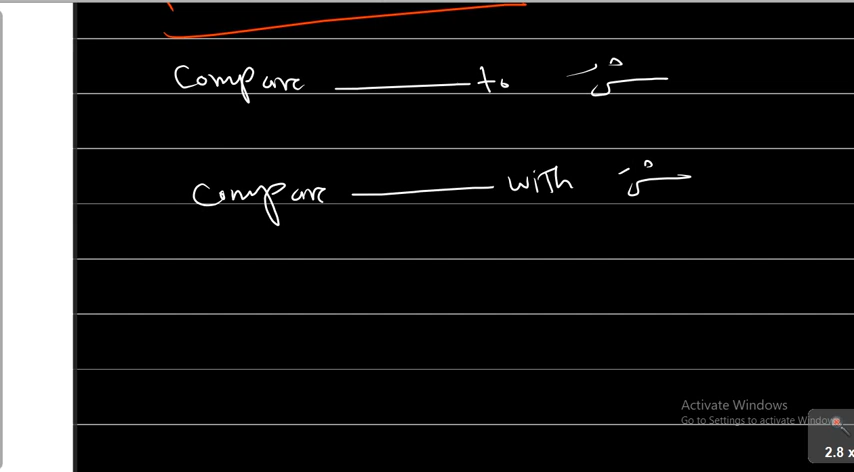 Compare ——— to
Compare ——— with
Activate Windows
Go to Settings to activate Windows
2.8 x